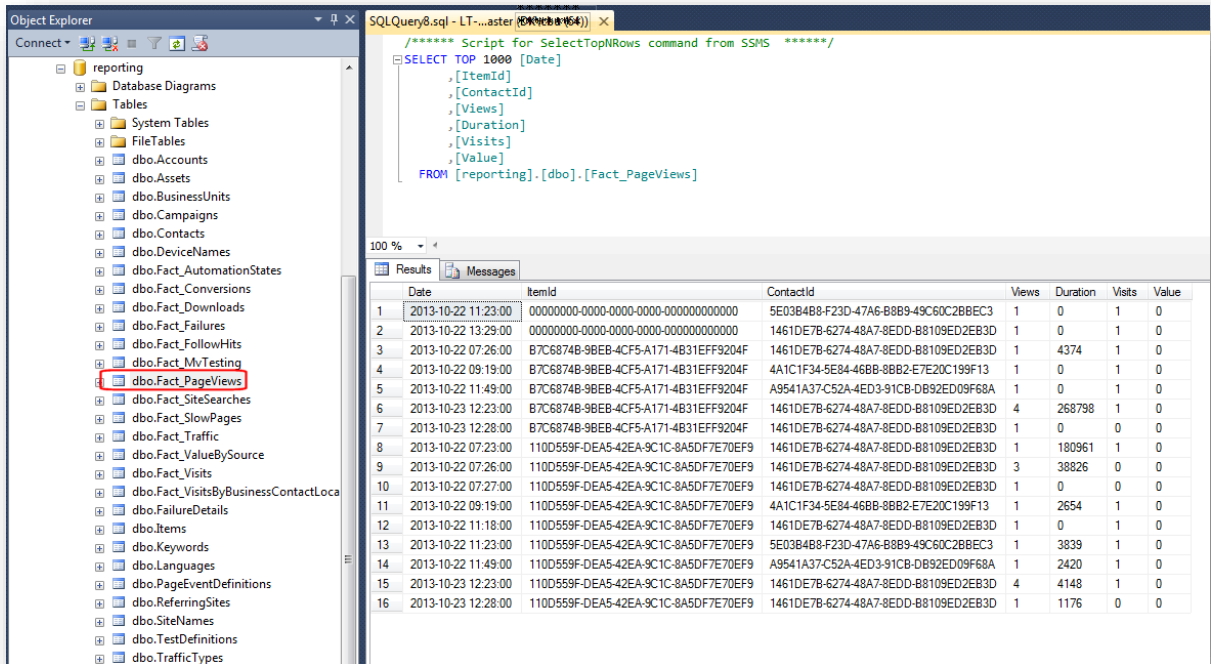 Object Explorer
Connect
reporting
Database Diagrams
Tables
System Tables
FileTables
dbo.Accounts
dbo.Assets
dbo.BusinessUnits
dbo.Campaigns
dbo.Contacts
dbo.DeviceNames
dbo.Fact_AutomationStates
dbo.Fact_Conversions
dbo.Fact_Downloads
dbo.Fact_Failures
dbo.Fact_FollowHits
dbo.Fact_MvTesting
dbo.Fact_PageViews
dbo.Fact_SiteSearches
dbo.Fact_SlowPages
dbo.Fact_Traffic
dbo.Fact_ValueBySource
dbo.Fact_Visits
dbo.Fact_VisitsByBusinessContactLoca
dbo.FailureDetails
dbo.Items
dbo.Keywords
dbo.Languages
dbo.PageEventDefinitions
dbo.ReferringSites
dbo.SiteNames
dbo.TestDefinitions
dbo.TrafficTypes
SQLQuery8.sql - LT-...aster
/****** Script for SelectTopNRows command from SSMS ******/
SELECT TOP 1000 [Date]
,[ItemId]
,[ContactId]
,[Views]
,[Duration]
,[Visits]
,[Value]
FROM [reporting].[dbo].[Fact_PageViews]
100 %
Results Messages
Date ItemId ContactId Views Duration Visits Value
1 2013-10-22 11:23:00 00000000-0000-0000-0000-000000000000 5E03B4B8-F23D-47A6-B8B9-49C60C2BBEC3 1 0 1 0
2 2013-10-22 13:29:00 00000000-0000-0000-0000-000000000000 1461DE7B-6274-48A7-8EDD-B8109ED2EB3D 1 0 1 0
3 2013-10-22 07:26:00 B7C6874B-9BEB-4CF5-A171-4B31EFF9204F 1461DE7B-6274-48A7-8EDD-B8109ED2EB3D 1 4374 1 0
4 2013-10-22 09:19:00 B7C6874B-9BEB-4CF5-A171-4B31EFF9204F 4A1C1F34-5E84-46BB-8BB2-E7E20C199F13 1 0 1 0
5 2013-10-22 11:49:00 B7C6874B-9BEB-4CF5-A171-4B31EFF9204F A9541A37-C52A-4ED3-91CB-DB92ED09F68A 1 0 1 0
6 2013-10-23 12:23:00 B7C6874B-9BEB-4CF5-A171-4B31EFF9204F 1461DE7B-6274-48A7-8EDD-B8109ED2EB3D 4 268798 1 0
7 2013-10-23 12:28:00 B7C6874B-9BEB-4CF5-A171-4B31EFF9204F 1461DE7B-6274-48A7-8EDD-B8109ED2EB3D 1 0 0 0
8 2013-10-22 07:23:00 110D559F-DEA5-42EA-9C1C-8A5DF7E70EF9 1461DE7B-6274-48A7-8EDD-B8109ED2EB3D 1 180961 1 0
9 2013-10-22 07:26:00 110D559F-DEA5-42EA-9C1C-8A5DF7E70EF9 1461DE7B-6274-48A7-8EDD-B8109ED2EB3D 3 38826 0 0
10 2013-10-22 07:27:00 110D559F-DEA5-42EA-9C1C-8A5DF7E70EF9 1461DE7B-6274-48A7-8EDD-B8109ED2EB3D 1 0 0 0
11 2013-10-22 09:19:00 110D559F-DEA5-42EA-9C1C-8A5DF7E70EF9 4A1C1F34-5E84-46BB-8BB2-E7E20C199F13 1 2654 1 0
12 2013-10-22 11:18:00 110D559F-DEA5-42EA-9C1C-8A5DF7E70EF9 1461DE7B-6274-48A7-8EDD-B8109ED2EB3D 1 0 1 0
13 2013-10-22 11:23:00 110D559F-DEA5-42EA-9C1C-8A5DF7E70EF9 5E03B4B8-F23D-47A6-B8B9-49C60C2BBEC3 1 3839 1 0
14 2013-10-22 11:49:00 110D559F-DEA5-42EA-9C1C-8A5DF7E70EF9 A9541A37-C52A-4ED3-91CB-DB92ED09F68A 1 2420 1 0
15 2013-10-23 12:23:00 110D559F-DEA5-42EA-9C1C-8A5DF7E70EF9 1461DE7B-6274-48A7-8EDD-B8109ED2EB3D 4 4148 1 0
16 2013-10-23 12:28:00 110D559F-DEA5-42EA-9C1C-8A5DF7E70EF9 1461DE7B-6274-48A7-8EDD-B8109ED2EB3D 1 1176 0 0